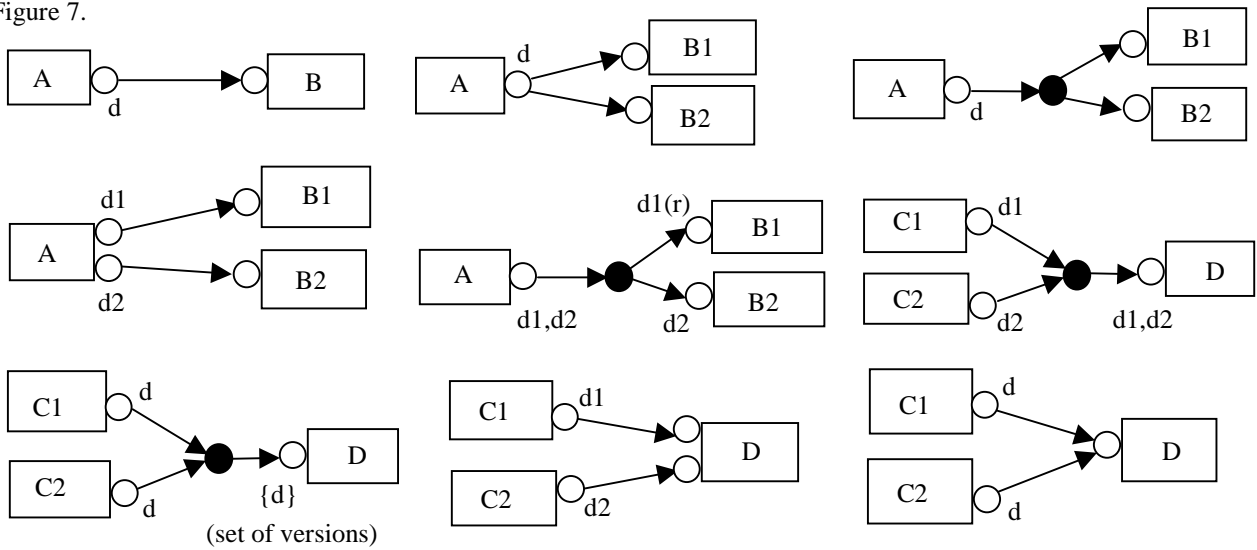 Figure 7.
A
d
B
A
d
B1
B2
A
d
B1
B2
A
d1
d2
B1
B2
A
d1,d2
d1(r)
d2
B1
B2
C1
C2
d1
d2
d1,d2
D
C1
C2
d
d
{d}
(set of versions)
D
C1
C2
d1
d2
D
C1
C2
d
d
D